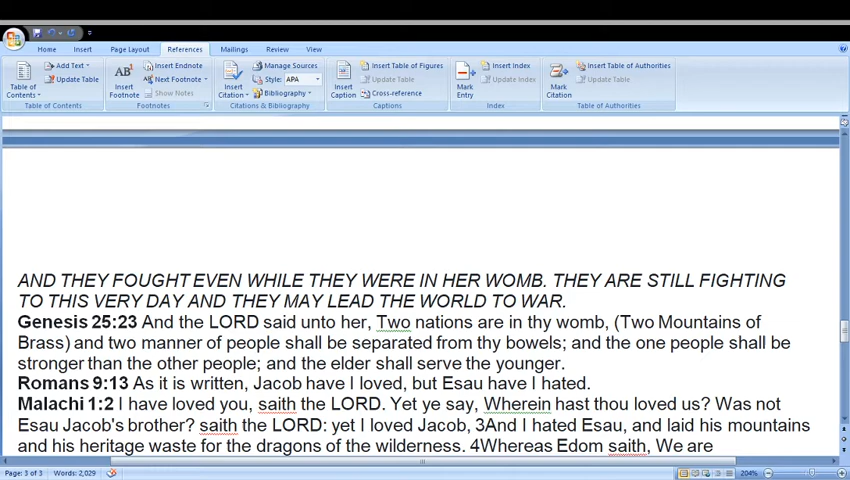 Home Insert Page Layout References Mailings Review View
Add Text Insert Endnote Manage Sources Insert Table of Figures Insert Index Insert Table of Authorities
Update Table Next Footnote Style: APA Update Table Update Index Update Table
Table of Contents Show Notes Insert Footnote Insert Citation Bibliography Insert Caption Cross-reference Mark Entry Mark Citation
Table of Contents Footnotes Citations & Bibliography Captions Index Table of Authorities
AND THEY FOUGHT EVEN WHILE THEY WERE IN HER WOMB. THEY ARE STILL FIGHTING
TO THIS VERY DAY AND THEY MAY LEAD THE WORLD TO WAR.
Genesis 25:23 And the LORD said unto her, Two nations are in thy womb, (Two Mountains of
Brass) and two manner of people shall be separated from thy bowels; and the one people shall be
stronger than the other people; and the elder shall serve the younger.
Romans 9:13 As it is written, Jacob have I loved, but Esau have I hated.
Malachi 1:2 I have loved you, saith the LORD. Yet ye say, Wherein hast thou loved us? Was not
Esau Jacob's brother? saith the LORD: yet I loved Jacob, 3And I hated Esau, and laid his mountains
and his heritage waste for the dragons of the wilderness. 4Whereas Edom saith, We are
Page: 3 of 3 Words: 2,029 204%